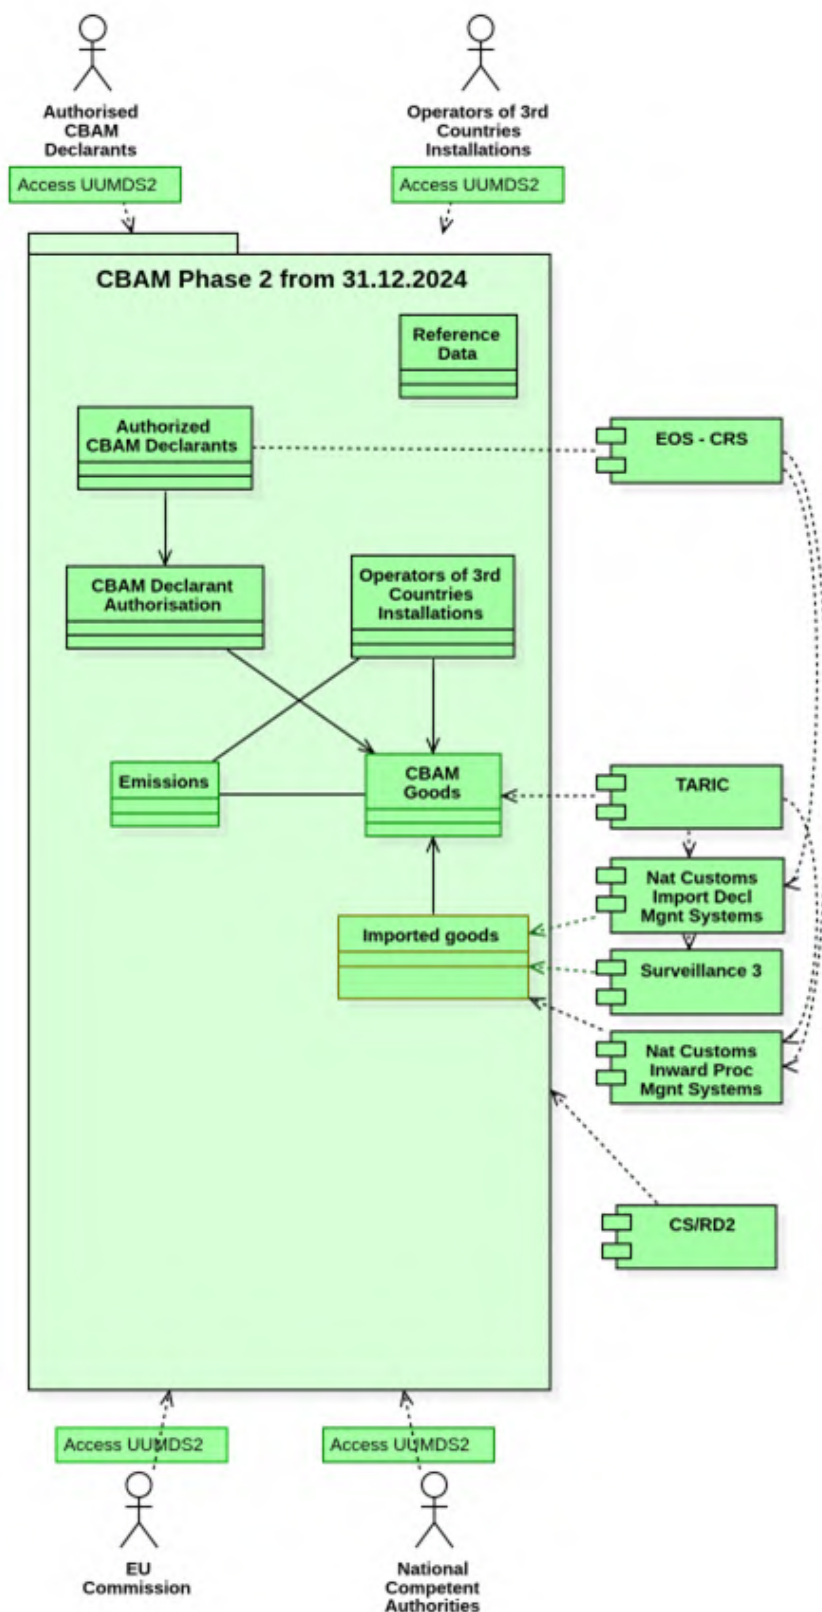 Authorised
CBAM
Declarants
Operators of 3rd
Countries
Installations
Access UUMDS2
Access UUMDS2
CBAM Phase 2 from 31.12.2024
Reference
Data
Authorized
CBAM Declarants
EOS - CRS
CBAM Declarant
Authorisation
Operators of 3rd
Countries
Installations
Emissions
CBAM
Goods
TARIC
Nat Customs
Import Decl
Mgnt Systems
Imported goods
Surveillance 3
Nat Customs
Inward Proc
Mgnt Systems
CS/RD2
Access UUMDS2
Access UUMDS2
EU
Commission
National
Competent
Authorities